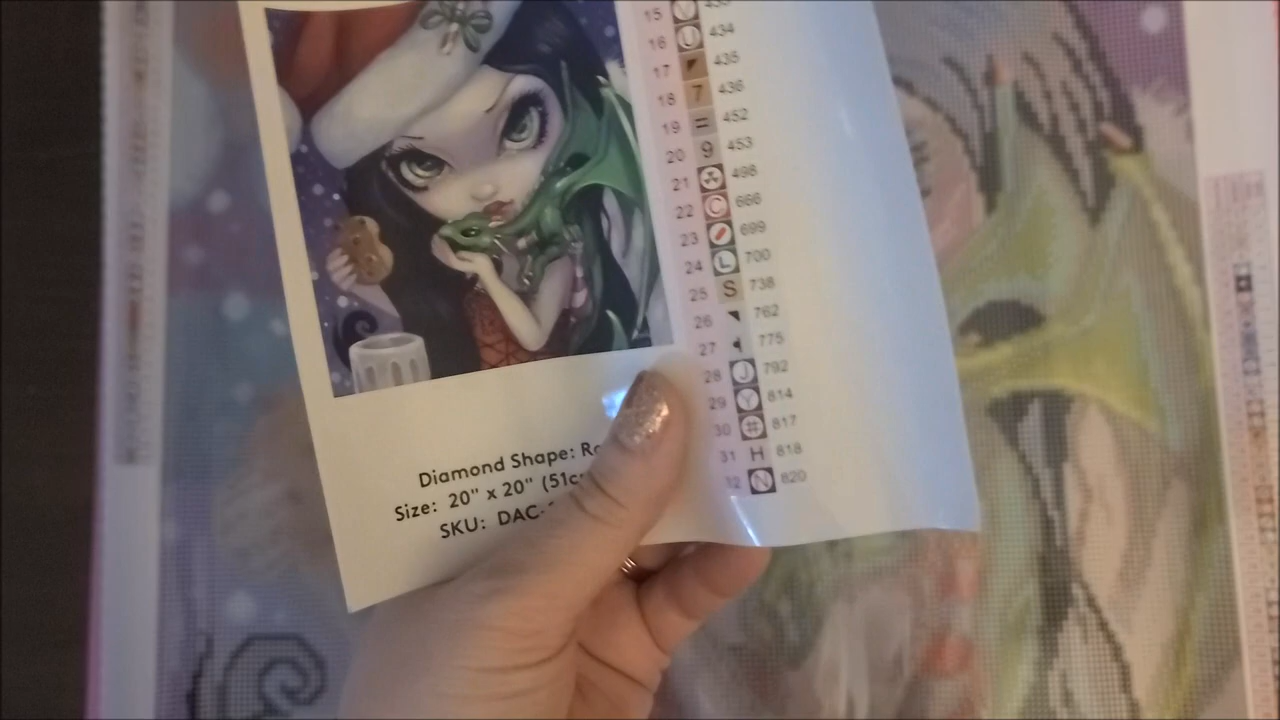 15 V
16 U 434
17 435
18 7 436
19 = 452
20 9 453
21 498
22 C 666
23 699
24 L 700
25 S 738
26 762
27 775
28 J 792
29 Y 814
30 # 817
31 H 818
32 N 820
Diamond Shape:
Size: 20" x 20"
SKU: DAC-